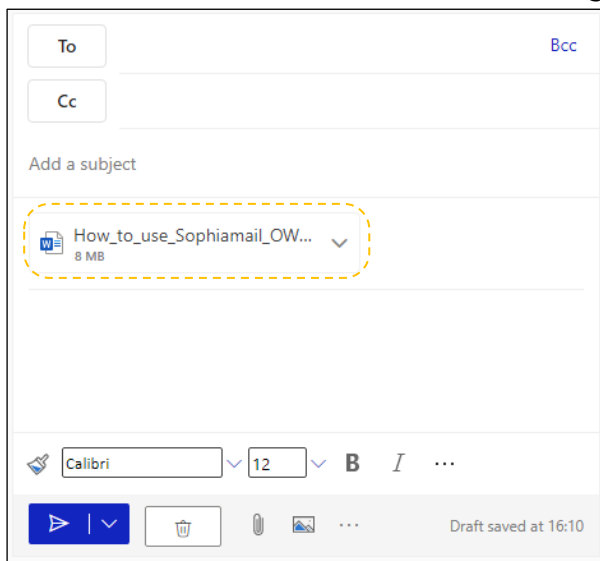 To
Bcc
Cc
Add a subject
How_to_use_Sophiamail_OW...
8 MB
Calibri
12
B I ...
Draft saved at 16:10